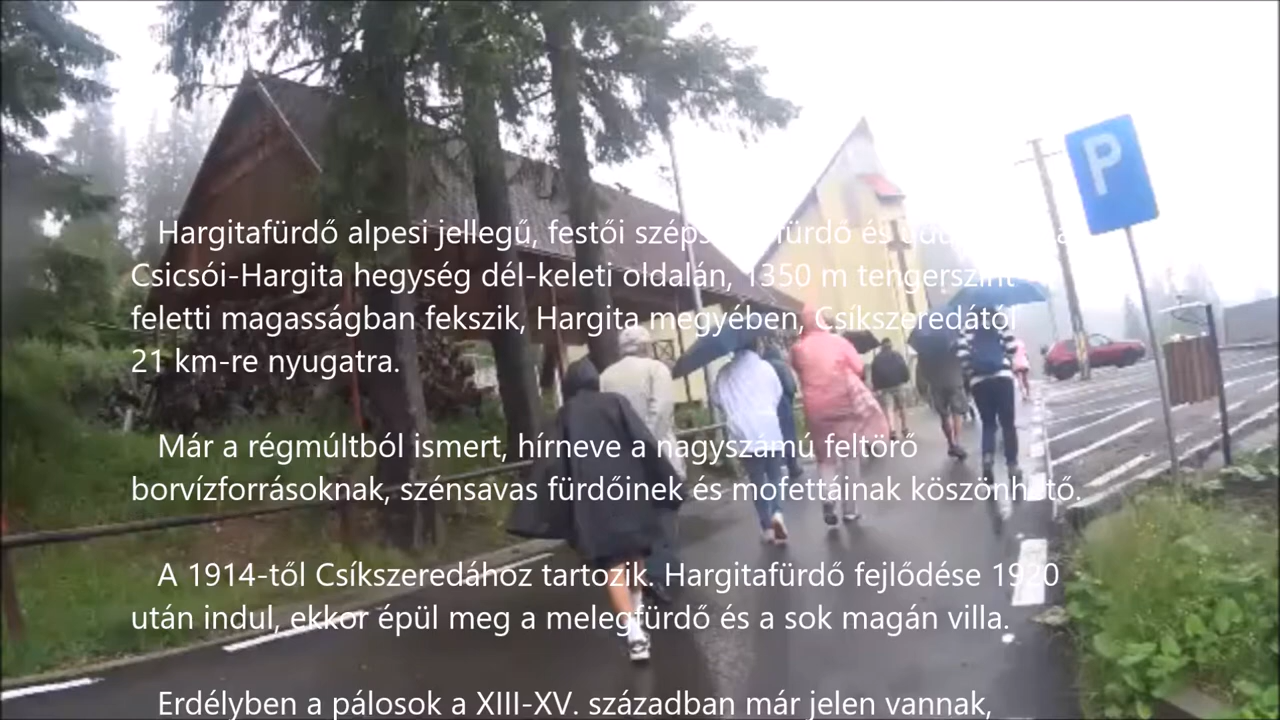 Hargitafürdő alpesi jellegű, festői fürdő és
Csicsói-Hargita hegység dél-keleti oldalán, 1350 m tengerszint
feletti magasságban fekszik, Hargita megyében, Csíkszeredától
21 km-re nyugatra.
Már a régmúltból ismert, hírneve a nagyszámú feltörő
borvízforrásoknak, szénsavas fürdőinek és mofettáinak köszönhető.
A 1914-től Csíkszeredához tartozik. Hargitafürdő fejlődése 1920
után indul, ekkor épül meg a melegfürdő és a sok magán villa.
Erdélyben a pálosok a XIII-XV. században már jelen vannak,
P